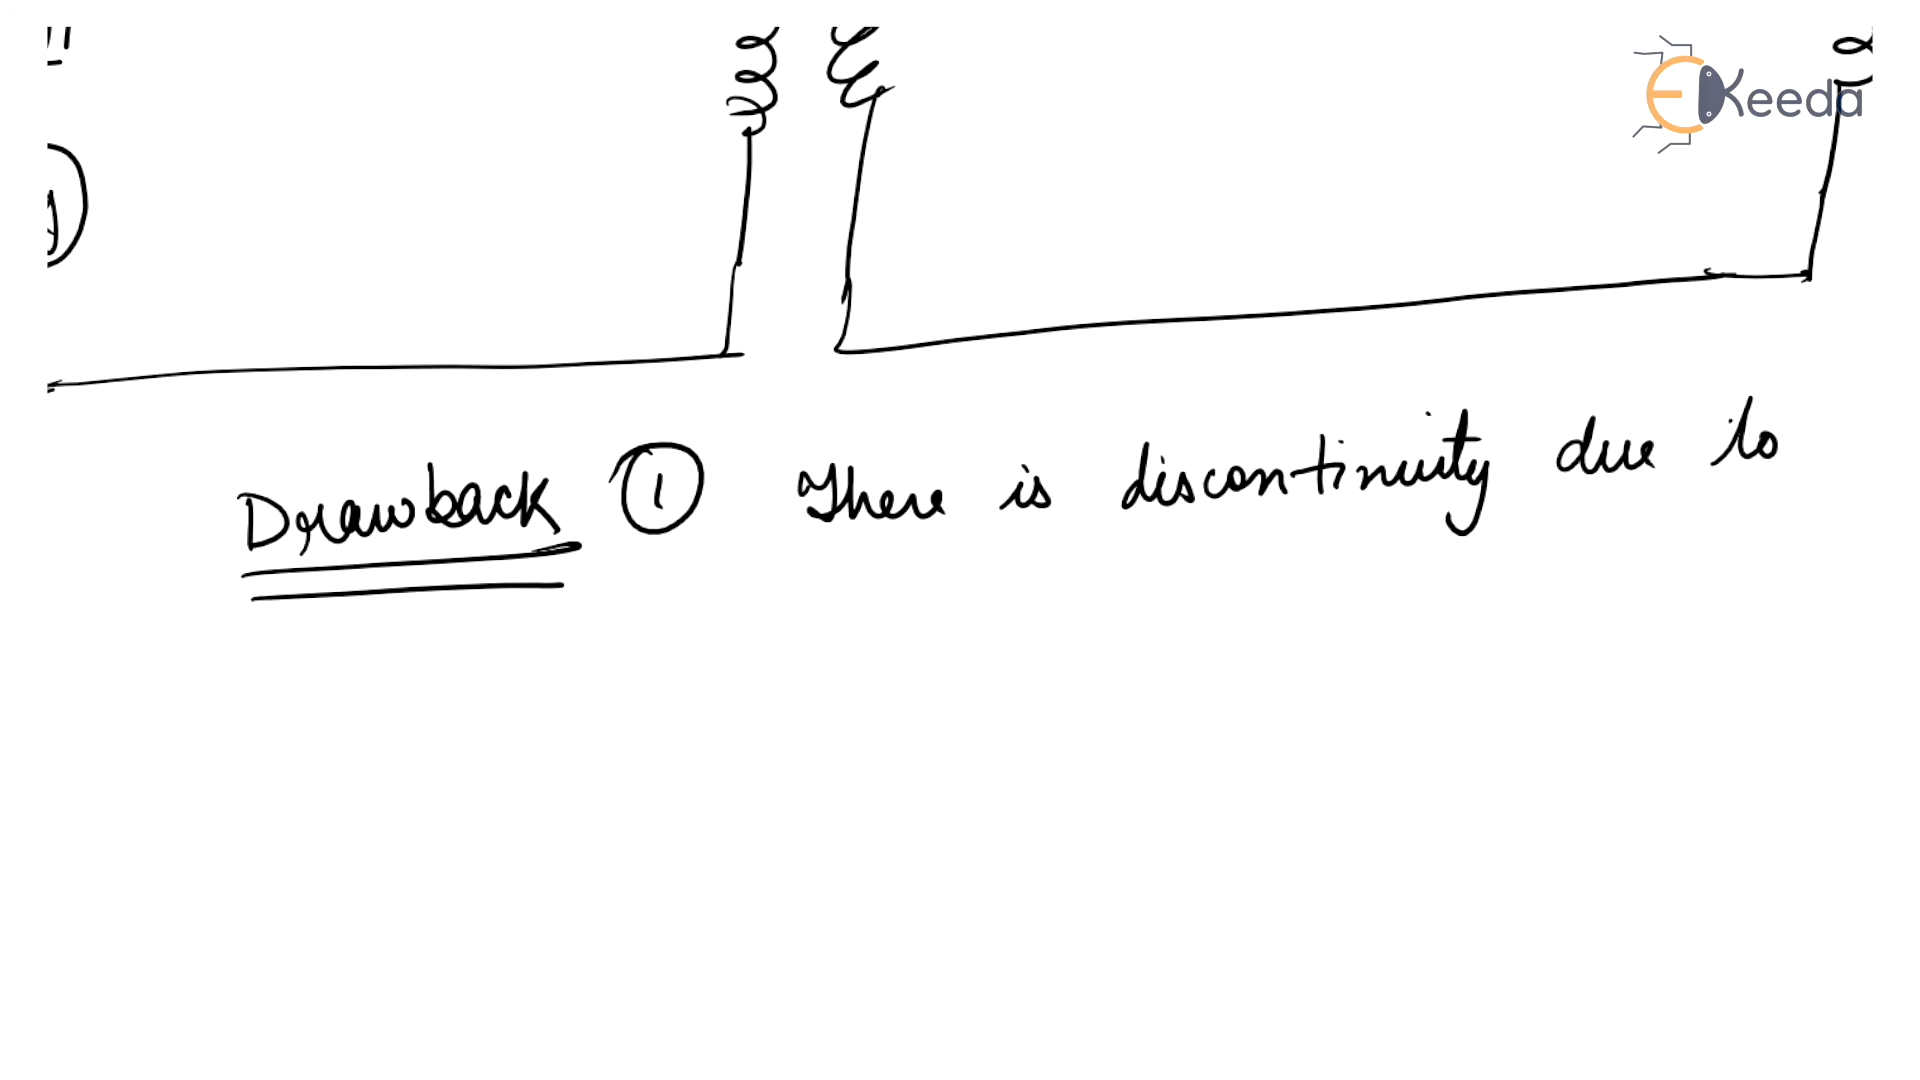 EKeeda
Drawback ① There is discontinuity due to